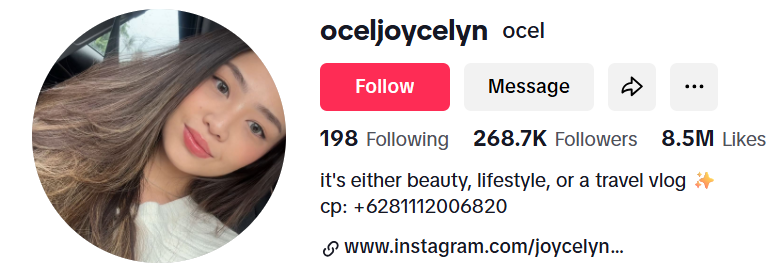 oceljoycelyn ocel
Follow Message
198 Following 268.7K Followers 8.5M Likes
it's either beauty, lifestyle, or a travel vlog ✨
cp: +6281112006820
www.instagram.com/joycelyn...